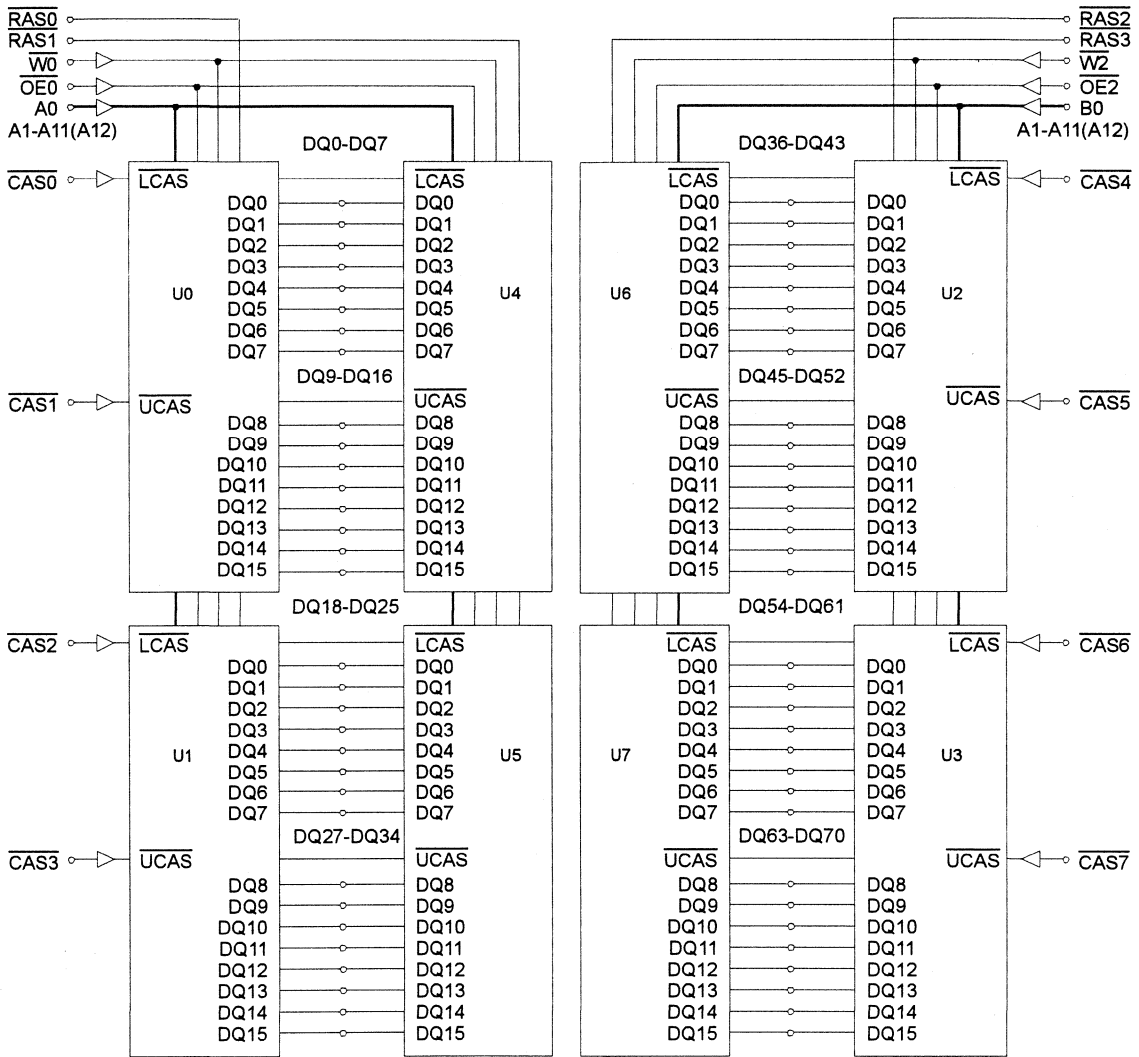 RAS0 RAS2
RAS1 RAS3
W0 W2
OE0 OE2
A0 B0
A1-A11(A12) A1-A11(A12)
DQ0-DQ7 DQ36-DQ43
CAS0 LCAS LCAS LCAS LCAS CAS4
DQ0 DQ0 DQ0 DQ0
DQ1 DQ1 DQ1 DQ1
DQ2 DQ2 DQ2 DQ2
DQ3 DQ3 DQ3 DQ3
U0 DQ4 DQ4 U4 U6 DQ4 DQ4 U2
DQ5 DQ5 DQ5 DQ5
DQ6 DQ6 DQ6 DQ6
DQ7 DQ7 DQ7 DQ7
DQ9-DQ16 DQ45-DQ52
CAS1 UCAS UCAS UCAS UCAS CAS5
DQ8 DQ8 DQ8 DQ8
DQ9 DQ9 DQ9 DQ9
DQ10 DQ10 DQ10 DQ10
DQ11 DQ11 DQ11 DQ11
DQ12 DQ12 DQ12 DQ12
DQ13 DQ13 DQ13 DQ13
DQ14 DQ14 DQ14 DQ14
DQ15 DQ15 DQ15 DQ15
DQ18-DQ25 DQ54-DQ61
CAS2 LCAS LCAS LCAS LCAS CAS6
DQ0 DQ0 DQ0 DQ0
DQ1 DQ1 DQ1 DQ1
DQ2 DQ2 DQ2 DQ2
DQ3 DQ3 DQ3 DQ3
U1 DQ4 DQ4 U5 U7 DQ4 DQ4 U3
DQ5 DQ5 DQ5 DQ5
DQ6 DQ6 DQ6 DQ6
DQ7 DQ7 DQ7 DQ7
DQ27-DQ34 DQ63-DQ70
CAS3 UCAS UCAS UCAS UCAS CAS7
DQ8 DQ8 DQ8 DQ8
DQ9 DQ9 DQ9 DQ9
DQ10 DQ10 DQ10 DQ10
DQ11 DQ11 DQ11 DQ11
DQ12 DQ12 DQ12 DQ12
DQ13 DQ13 DQ13 DQ13
DQ14 DQ14 DQ14 DQ14
DQ15 DQ15 DQ15 DQ15